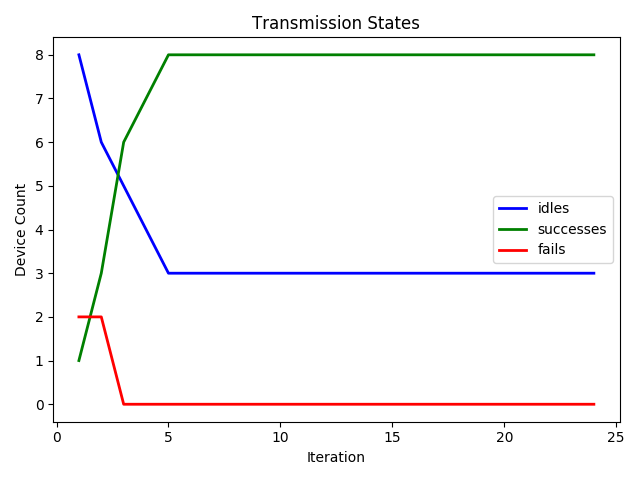 Transmission States
Device Count
8
7
6
5
4
3
2
1
0
idles
successes
fails
0 5 10 15 20 25
Iteration